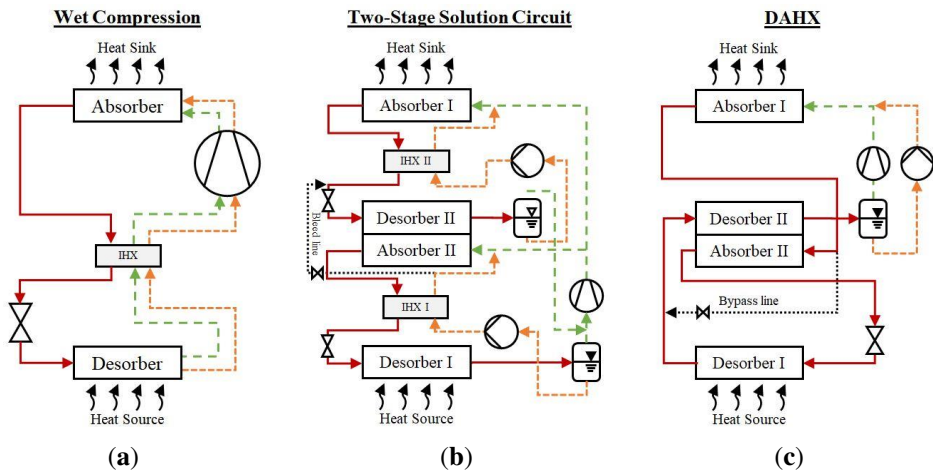 Wet Compression
Heat Sink
Absorber
IHX
Desorber
Heat Source
(a)
Two-Stage Solution Circuit
Heat Sink
Absorber I
IHX II
Bleed line
Desorber II
Absorber II
IHX I
Desorber I
Heat Source
(b)
DAHX
Heat Sink
Absorber I
Desorber II
Absorber II
Bypass line
Desorber I
Heat Source
(c)